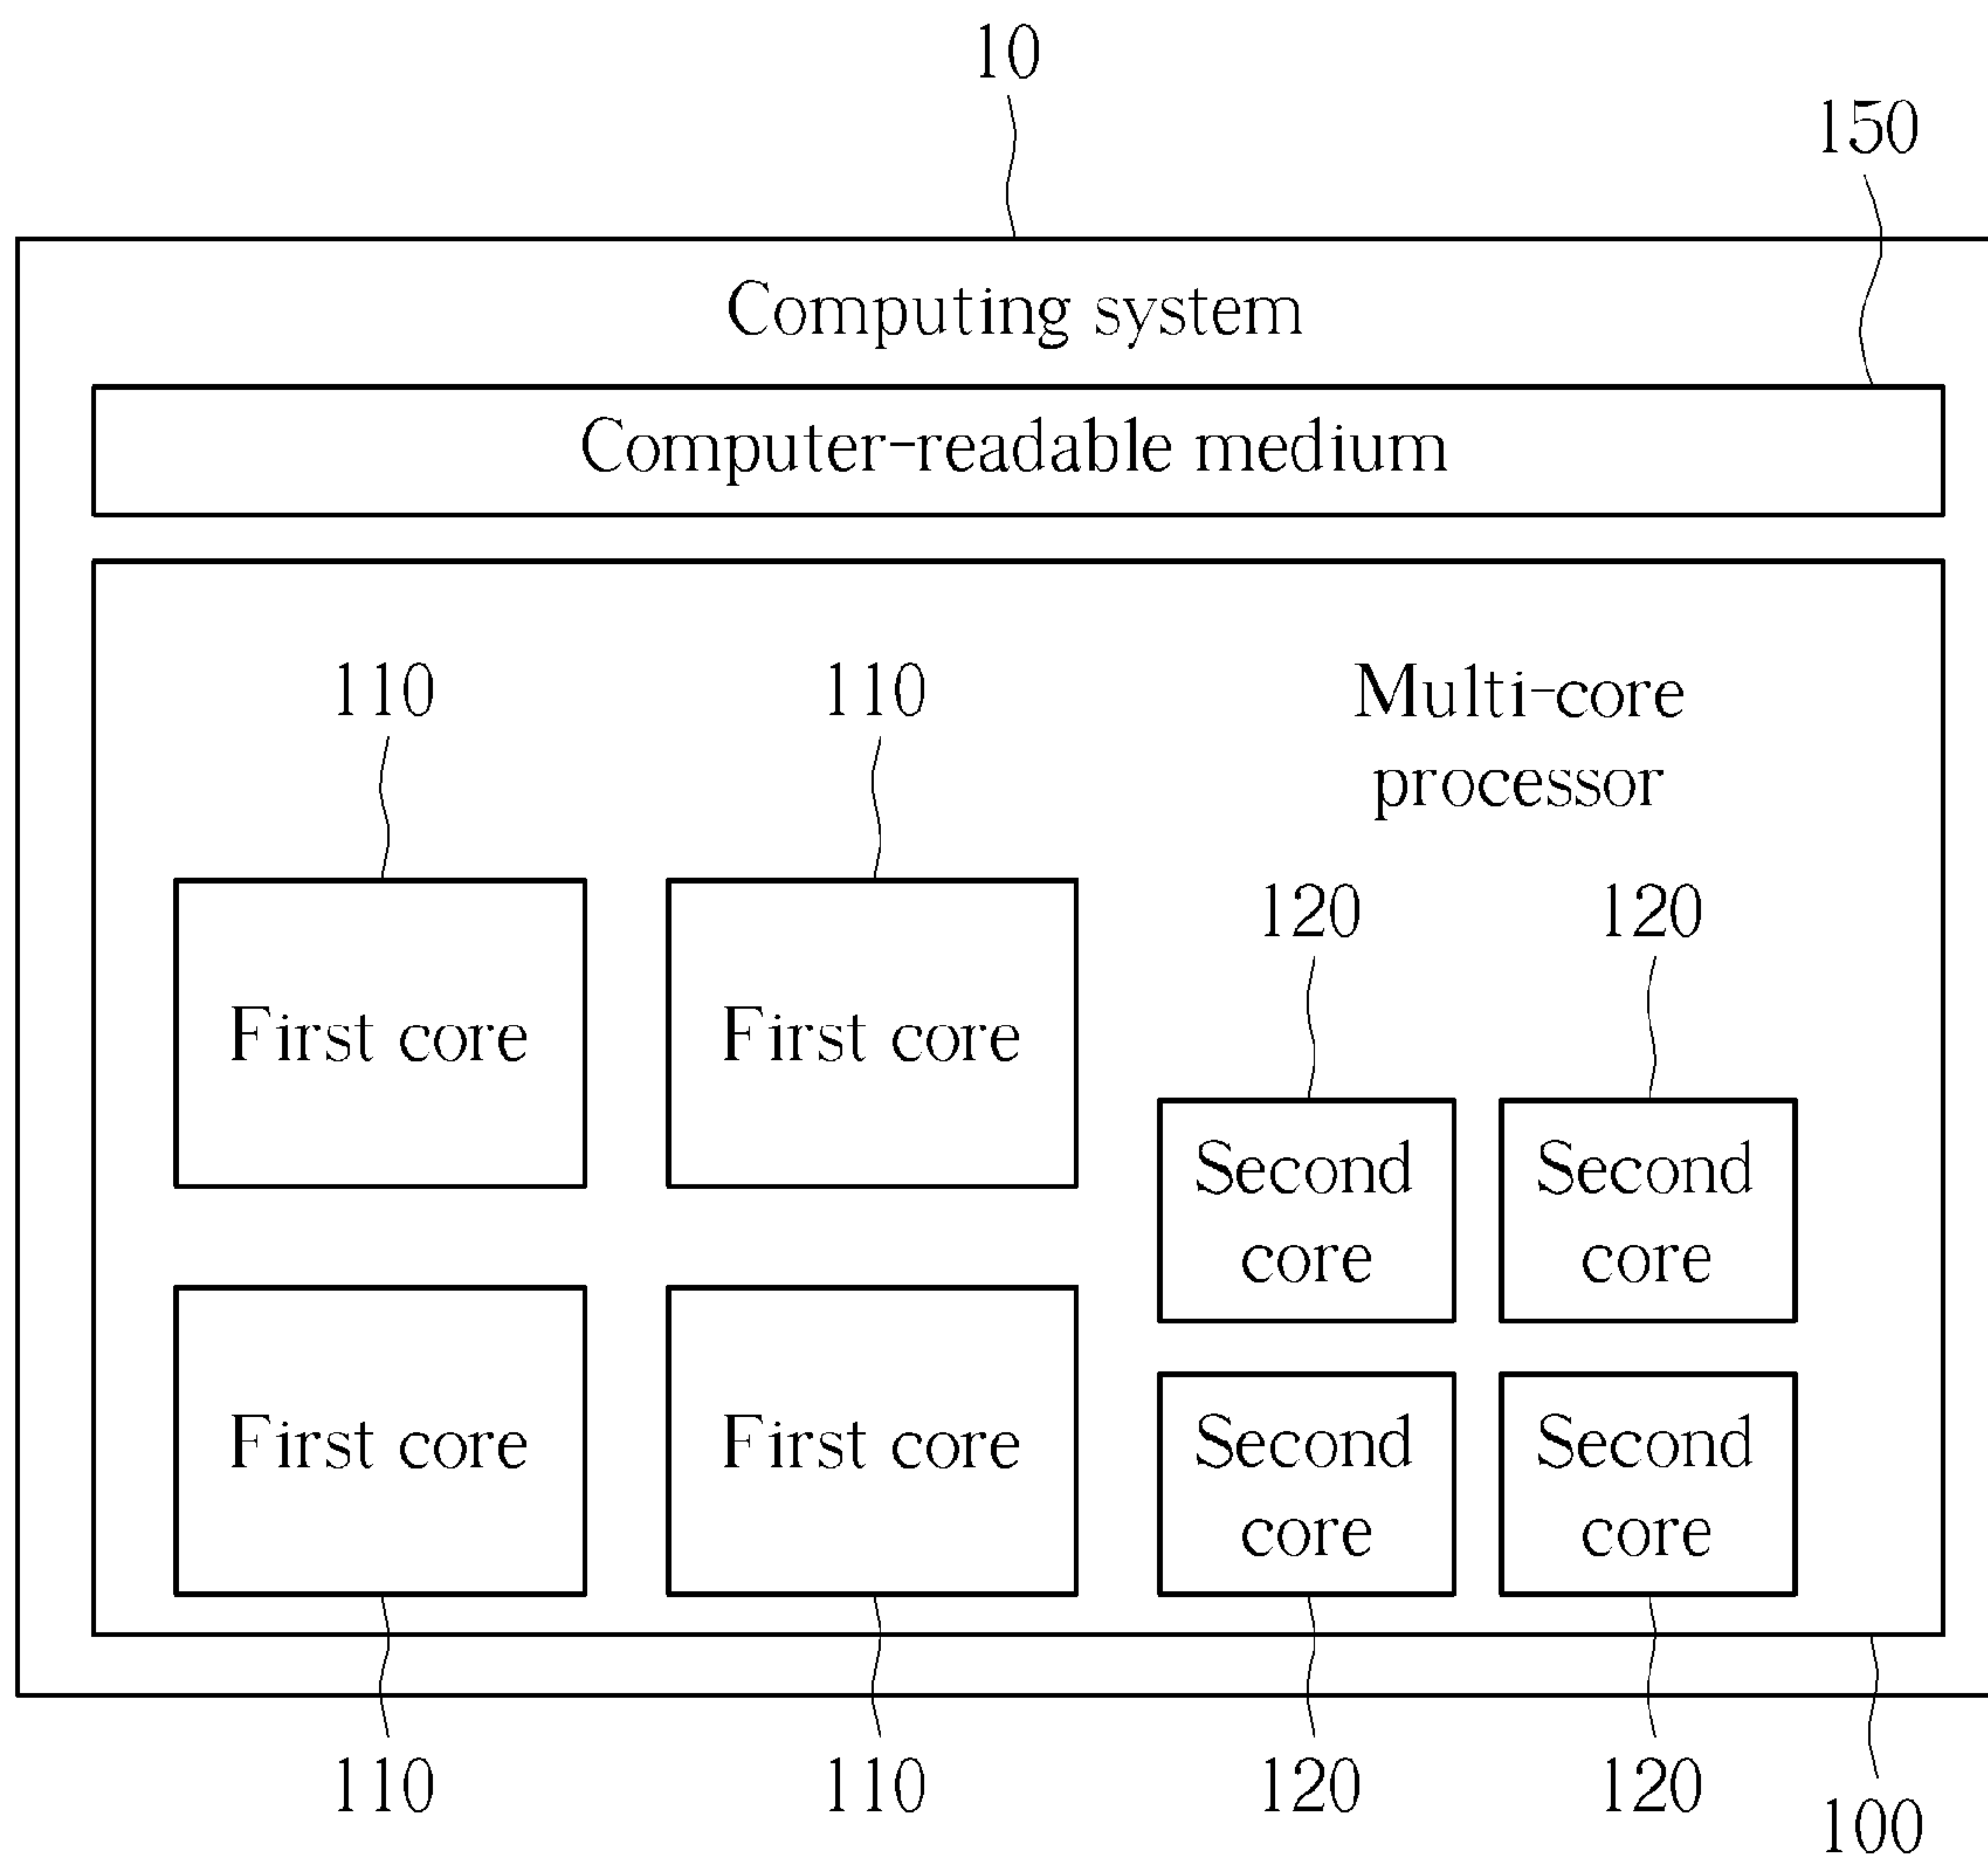 10
150
Computing system
Computer-readable medium
110
110
Multi-core
processor
120
120
First core
First core
Second
core
Second
core
First core
First core
Second
core
Second
core
110
110
120
120
100